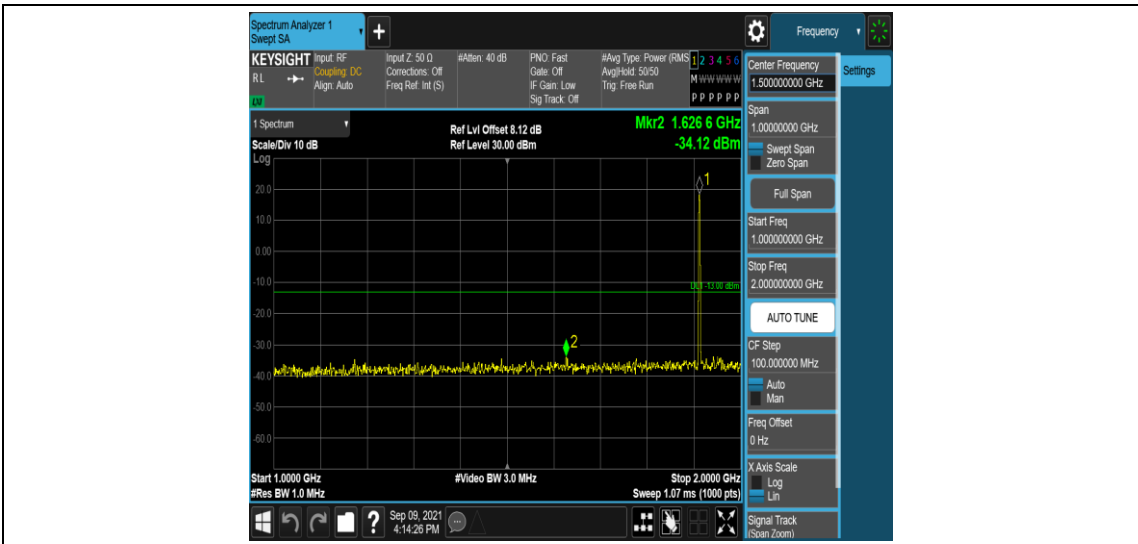 Spectrum Analyzer 1
Swept SA
+
Frequency
KEYSIGHT
RL
LXI
Input: RF
Coupling: DC
Align: Auto
Input Z: 50 Ω
Corrections: Off
Freq Ref: Int (S)
#Atten: 40 dB
PNO: Fast
Gate: Off
IF Gain: Low
Sig Track: Off
#Avg Type: Power (RMS
Avg|Hold: 50/50
Trig: Free Run
1 2 3 4 5 6
M W W W W W
P P P P P P
1 Spectrum
Scale/Div 10 dB
Log
Ref Lvl Offset 8.12 dB
Ref Level 30.00 dBm
Mkr2 1.626 6 GHz
-34.12 dBm
20.0
10.0
0.00
-10.0
-20.0
-30.0
-40.0
-50.0
-60.0
1
DL1 -13.00 dBm
2
Start 1.0000 GHz
#Res BW 1.0 MHz
#Video BW 3.0 MHz
Stop 2.0000 GHz
Sweep 1.07 ms (1000 pts)
?
Sep 09, 2021
4:14:26 PM
Center Frequency
1.500000000 GHz
Settings
Span
1.00000000 GHz
Swept Span
Zero Span
Full Span
Start Freq
1.000000000 GHz
Stop Freq
2.000000000 GHz
AUTO TUNE
CF Step
100.000000 MHz
Auto
Man
Freq Offset
0 Hz
X Axis Scale
Log
Lin
Signal Track
(Span Zoom)